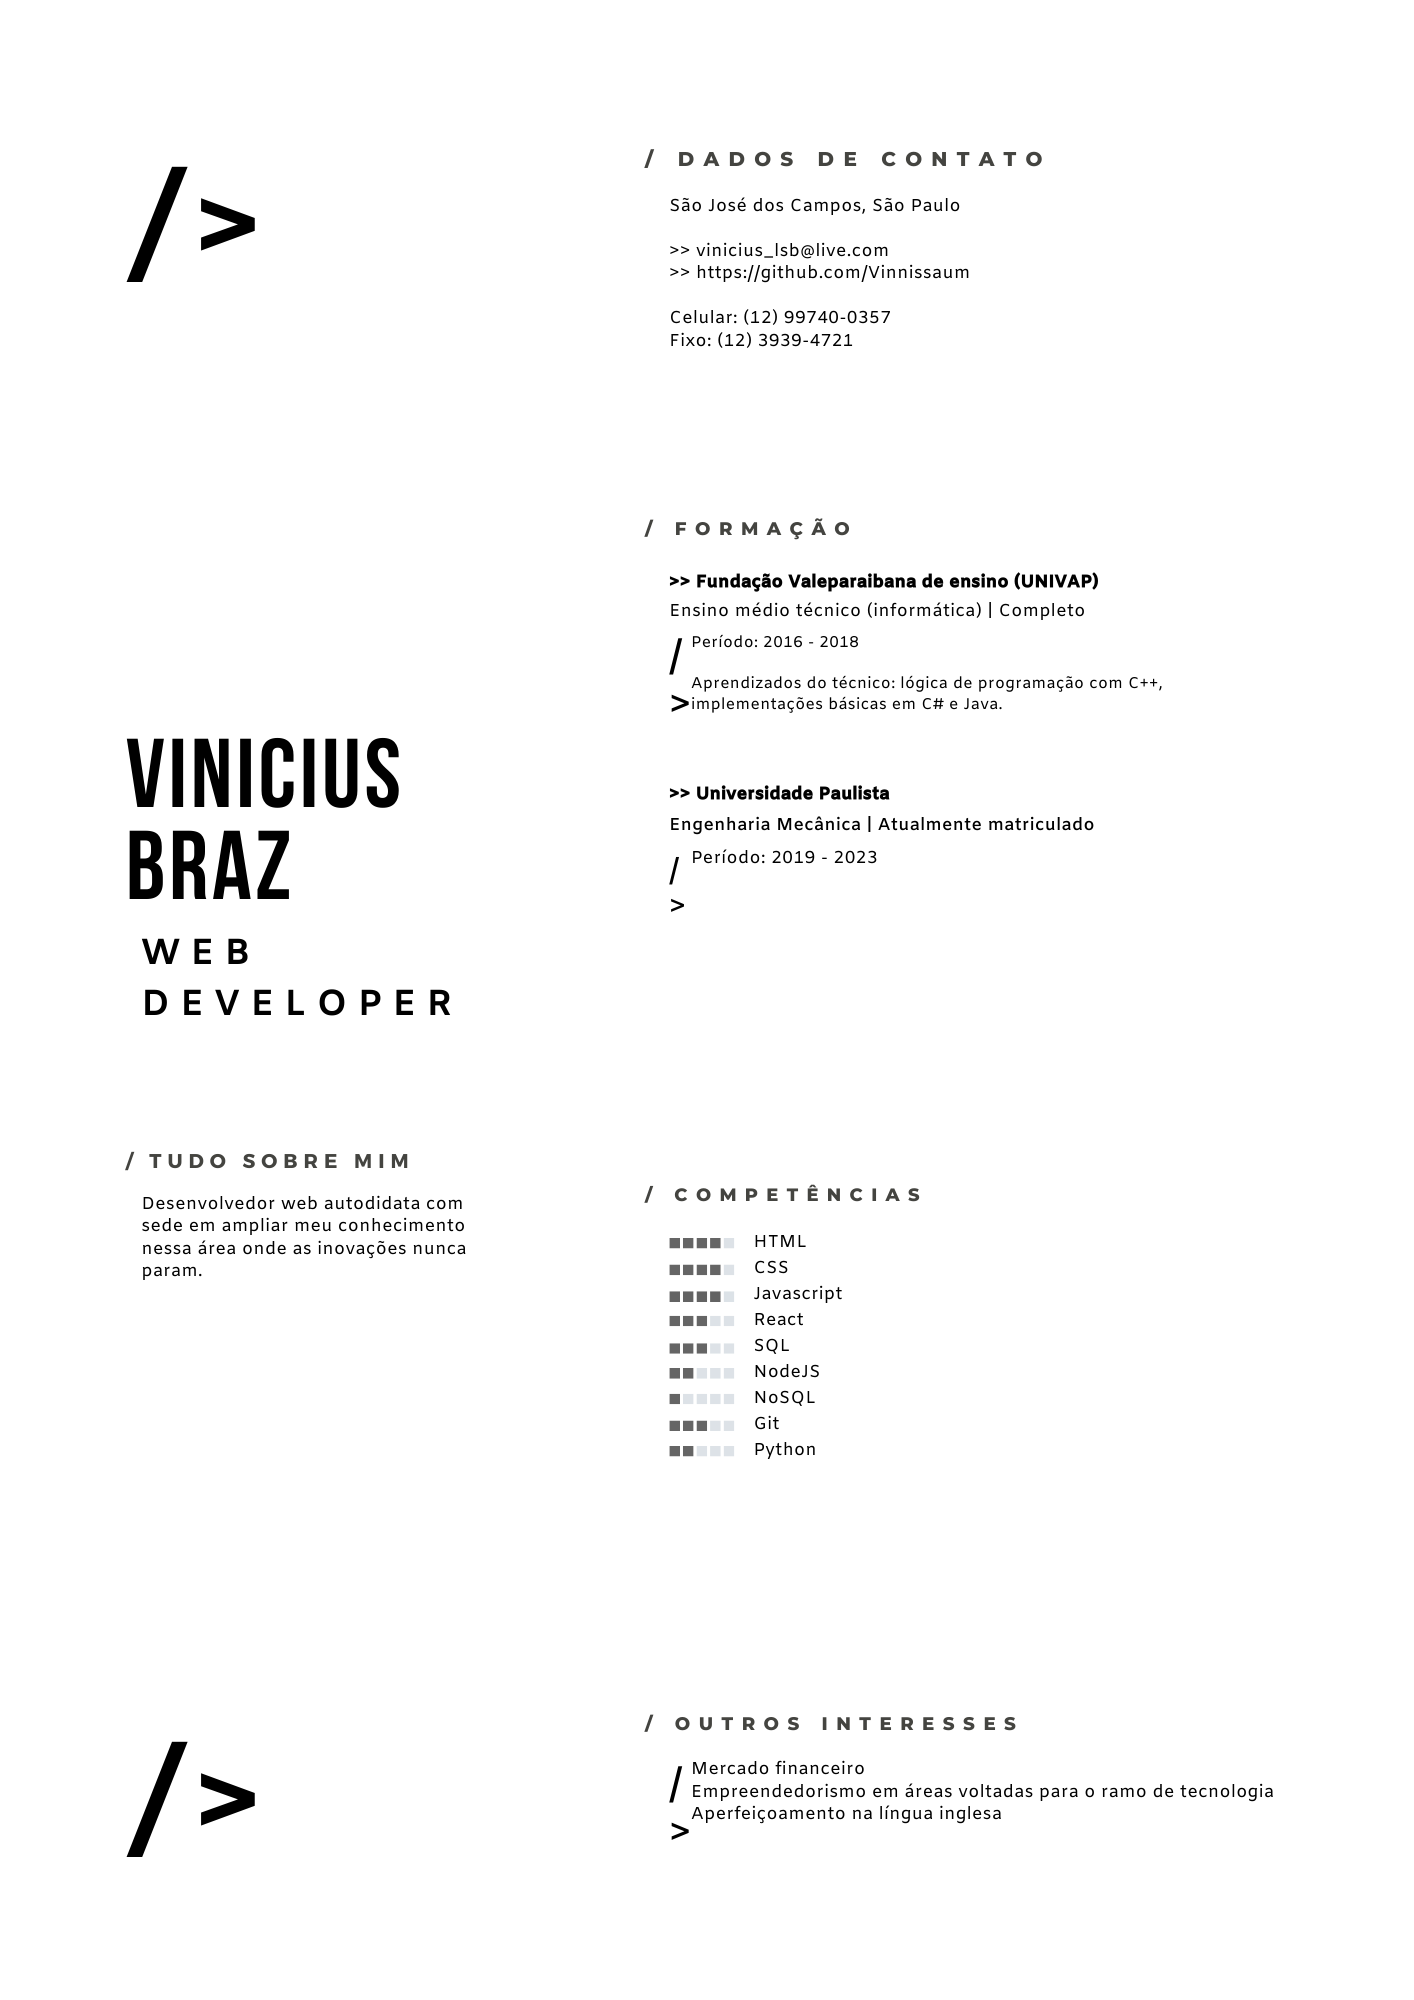 />
/ DADOS DE CONTATO
São José dos Campos, São Paulo
>> vinicius_lsb@live.com
>> https://github.com/Vinnissaum
Celular: (12) 99740-0357
Fixo: (12) 3939-4721
/ FORMAÇÃO
>> Fundação Valeparaibana de ensino (UNIVAP)
Ensino médio técnico (informática) | Completo
/ Período: 2016 - 2018
Aprendizados do técnico: lógica de programação com C++,
> implementações básicas em C# e Java.
>> Universidade Paulista
Engenharia Mecânica | Atualmente matriculado
/ Período: 2019 - 2023
>
VINICIUS
BRAZ
WEB
DEVELOPER
/ TUDO SOBRE MIM
Desenvolvedor web autodidata com
sede em ampliar meu conhecimento
nessa área onde as inovações nunca
param.
/ COMPETÊNCIAS
HTML
CSS
Javascript
React
SQL
NodeJS
NoSQL
Git
Python
/ OUTROS INTERESSES
Mercado financeiro
/ Empreendedorismo em áreas voltadas para o ramo de tecnologia
Aperfeiçoamento na língua inglesa
>
/>